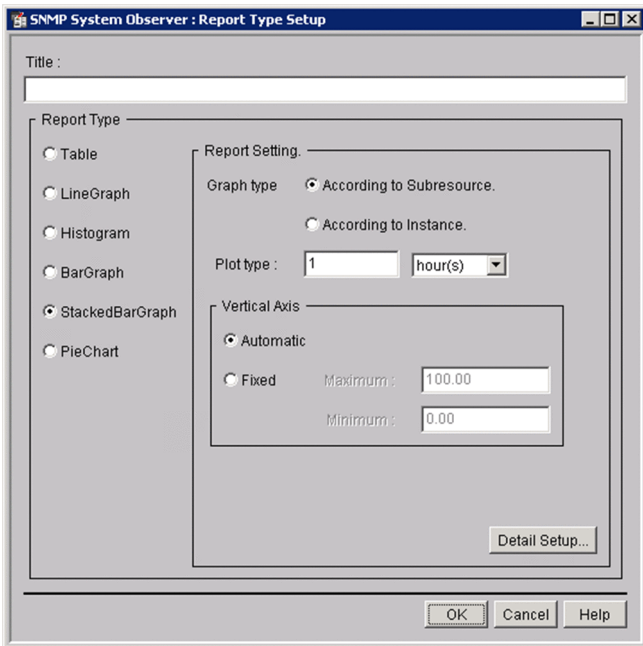 SNMP System Observer : Report Type Setup
Title :
Report Type
Table
LineGraph
Histogram
BarGraph
StackedBarGraph
PieChart
Report Setting.
Graph type According to Subresource.
According to Instance.
Plot type : 1 hour(s)
Vertical Axis
Automatic
Fixed Maximum : 100.00
Minimum : 0.00
Detail Setup...
OK Cancel Help